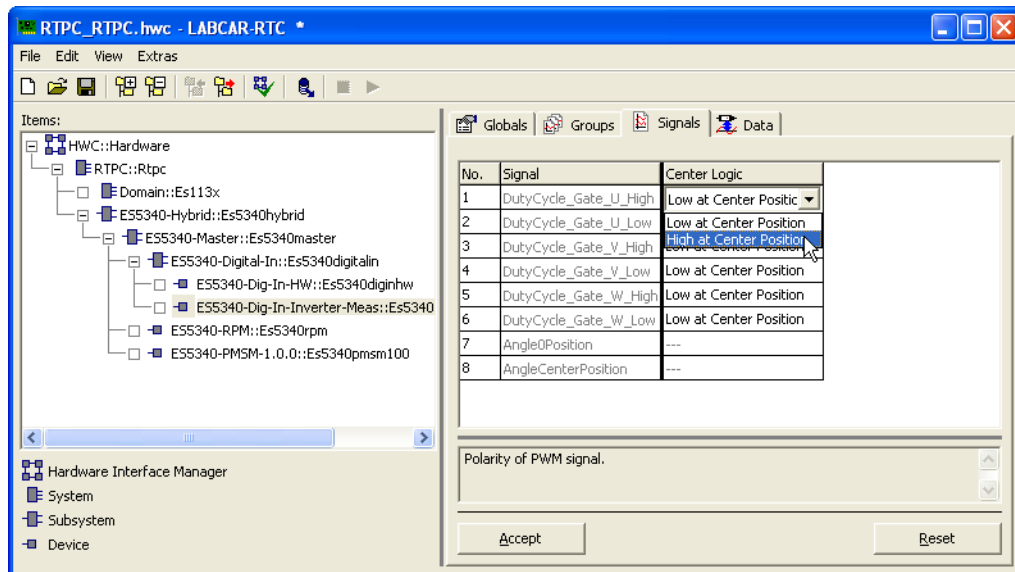 RTPC_RTPC.hwc - LABCAR-RTC *
File Edit View Extras
Items:
HWC::Hardware
RTPC::Rtpc
Domain::Es113x
ES5340-Hybrid::Es5340hybrid
ES5340-Master::Es5340master
ES5340-Digital-In::Es5340digitalin
ES5340-Dig-In-HW::Es5340diginhw
ES5340-Dig-In-Inverter-Meas::Es5340
ES5340-RPM::Es5340rpm
ES5340-PMSM-1.0.0::Es5340pmsm100
Hardware Interface Manager
System
Subsystem
Device
Globals Groups Signals Data
No. Signal Center Logic
1 DutyCycle_Gate_U_High Low at Center Positic
2 DutyCycle_Gate_U_Low Low at Center Position
High at Center Position
3 DutyCycle_Gate_V_High
4 DutyCycle_Gate_V_Low Low at Center Position
5 DutyCycle_Gate_W_High Low at Center Position
6 DutyCycle_Gate_W_Low Low at Center Position
7 Angle0Position ---
8 AngleCenterPosition ---
Polarity of PWM signal.
Accept Reset